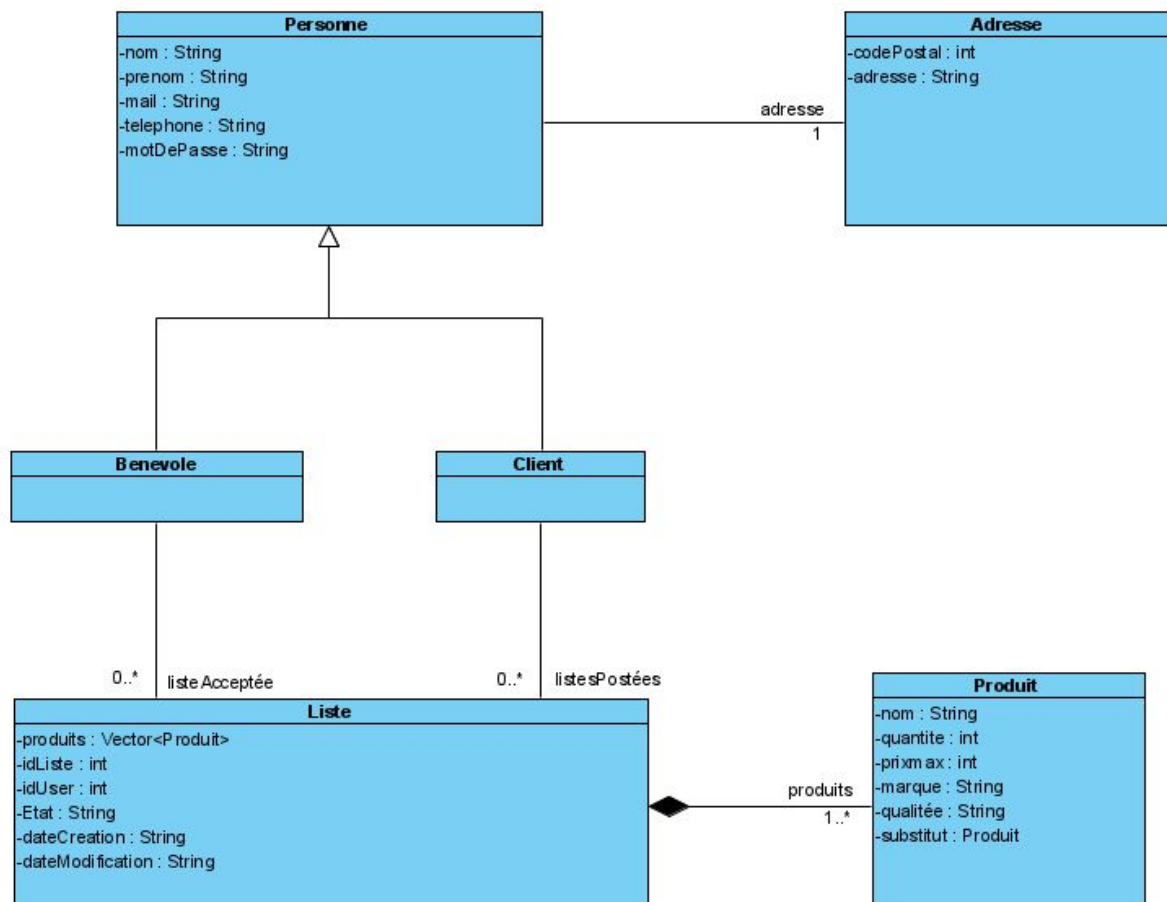 Personne
-nom : String
-prenom : String
-mail : String
-telephone : String
-motDePasse : String
Adresse
-codePostal : int
-adresse : String
adresse
1
Benevole
Client
0..*
listeAcceptée
0..*
listesPostées
Liste
-produits : Vector<Produit>
-idListe : int
-idUser : int
-Etat : String
-dateCreation : String
-dateModification : String
produits
1..*
Produit
-nom : String
-quantite : int
-prixmax : int
-marque : String
-qualitée : String
-substitut : Produit